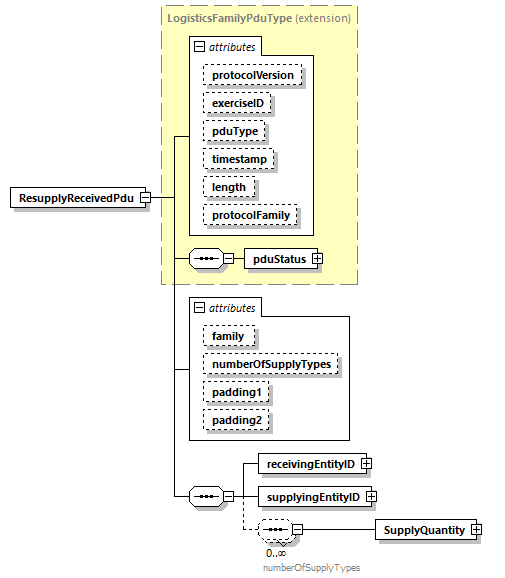 LogisticsFamilyPduType (extension)
attributes
protocolVersion
exerciseID
pduType
timestamp
length
protocolFamily
ResupplyReceivedPdu
pduStatus
attributes
family
numberOfSupplyTypes
padding1
padding2
receivingEntityID
supplyingEntityID
SupplyQuantity
0..∞
numberOfSupplyTypes